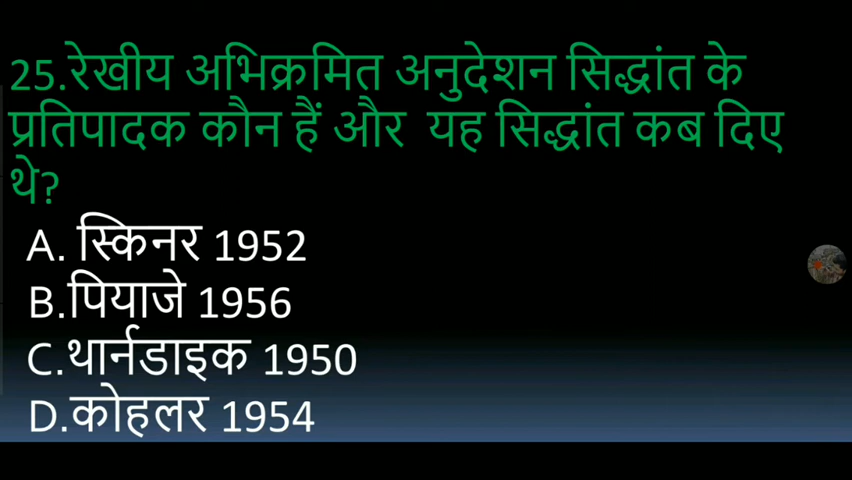 25.रेखीय अभिक्रमित अनुदेशन सिद्धांत के
प्रतिपादक कौन हैं और यह सिद्धांत कब दिए
थे?
A. स्किनर 1952
B.पियाजे 1956
C.थार्नडाइक 1950
D.कोहलर 1954